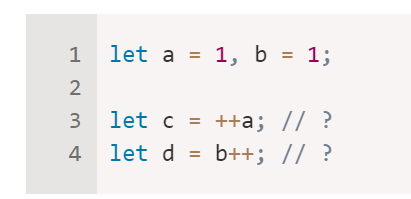 1 let a = 1, b = 1;
2
3 let c = ++a; // ?
4 let d = b++; // ?